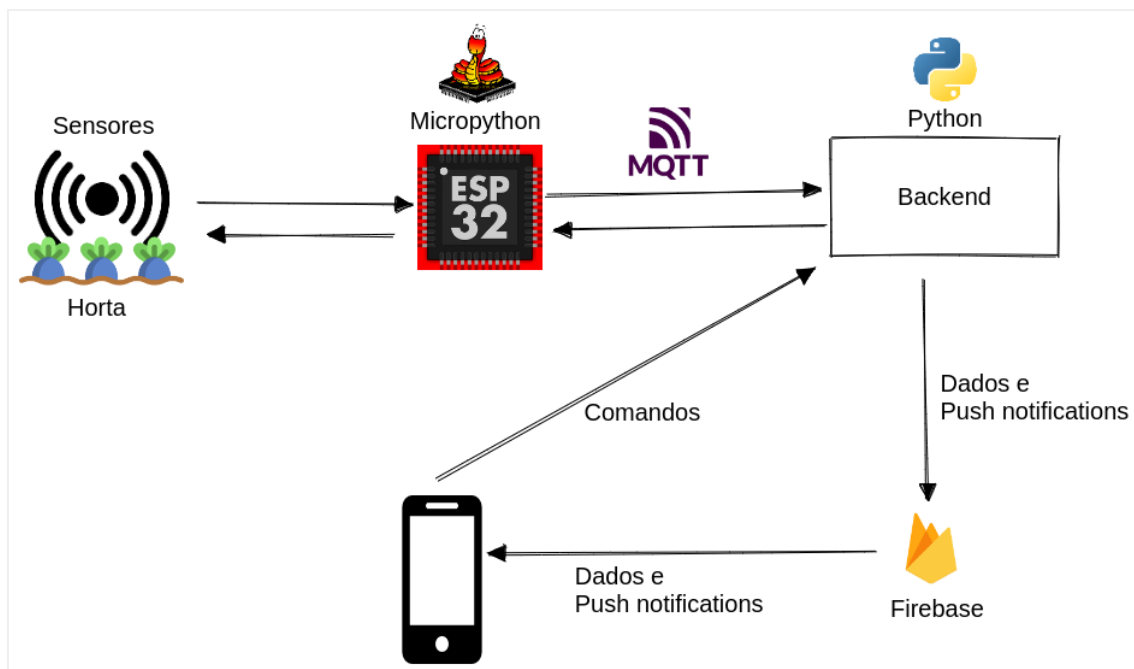 Micropython
Python
Sensores
MQTT
ESP
32
Backend
Horta
Comandos
Dados e
Push notifications
Dados e
Push notifications
Firebase